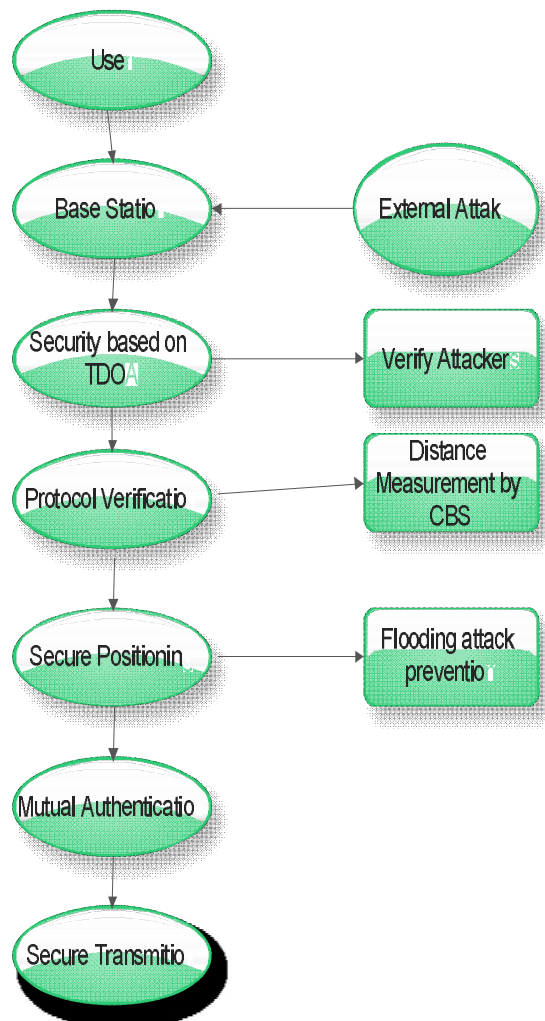 User
Base Statio
External Attak
Security based on
TDOA
Verify Attackers
Distance
Measurement by
CBS
Protocol Verificatio
Secure Positionin
Flooding attack
preventio
Mutual Authenticatio
Secure Transmitio